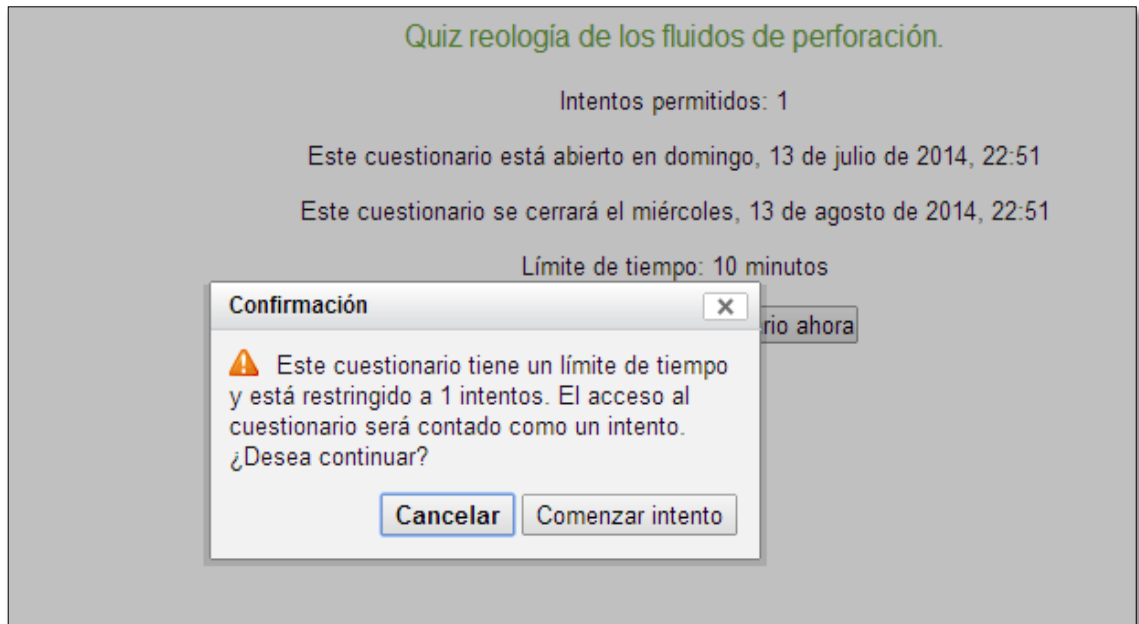 Quiz reología de los fluidos de perforación.
Intentos permitidos: 1
Este cuestionario está abierto en domingo, 13 de julio de 2014, 22:51
Este cuestionario se cerrará el miércoles, 13 de agosto de 2014, 22:51
Límite de tiempo: 10 minutos
Confirmación
rio ahora
Este cuestionario tiene un límite de tiempo
y está restringido a 1 intentos. El acceso al
cuestionario será contado como un intento.
¿Desea continuar?
Cancelar Comenzar intento